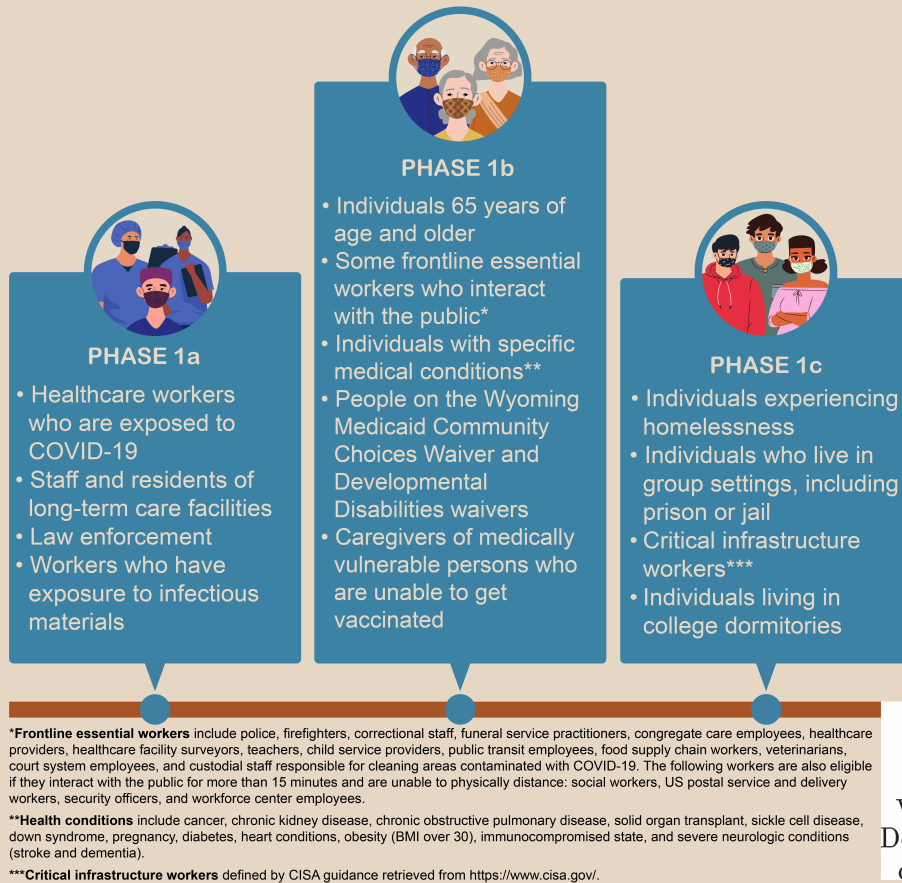 PHASE 1a
• Healthcare workers
who are exposed to
COVID-19
• Staff and residents of
long-term care facilities
• Law enforcement
• Workers who have
exposure to infectious
materials
PHASE 1b
• Individuals 65 years of
age and older
• Some frontline essential
workers who interact
with the public*
• Individuals with specific
medical conditions**
• People on the Wyoming
Medicaid Community
Choices Waiver and
Developmental
Disabilities waivers
• Caregivers of medically
vulnerable persons who
are unable to get
vaccinated
PHASE 1c
• Individuals experiencing
homelessness
• Individuals who live in
group settings, including
prison or jail
• Critical infrastructure
workers***
• Individuals living in
college dormitories
*Frontline essential workers include police, firefighters, correctional staff, funeral service practitioners, congregate care employees, healthcare
providers, healthcare facility surveyors, teachers, child service providers, public transit employees, food supply chain workers, veterinarians,
court system employees, and custodial staff responsible for cleaning areas contaminated with COVID-19. The following workers are also eligible
if they interact with the public for more than 15 minutes and are unable to physically distance: social workers, US postal service and delivery
workers, security officers, and workforce center employees.
**Health conditions include cancer, chronic kidney disease, chronic obstructive pulmonary disease, solid organ transplant, sickle cell disease,
down syndrome, pregnancy, diabetes, heart conditions, obesity (BMI over 30), immunocompromised state, and severe neurologic conditions
(stroke and dementia).
***Critical infrastructure workers defined by CISA guidance retrieved from https://www.cisa.gov/.